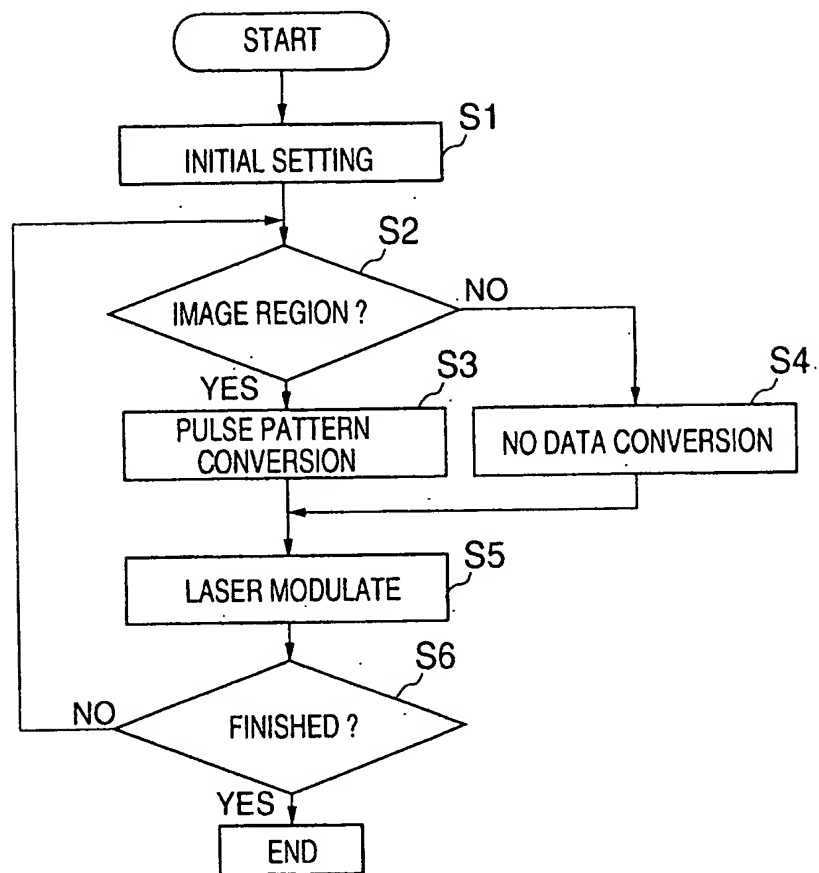 START
S1
INITIAL SETTING
S2
IMAGE REGION ?
NO
YES
S3
S4
PULSE PATTERN
CONVERSION
NO DATA CONVERSION
S5
LASER MODULATE
S6
FINISHED ?
NO
YES
END